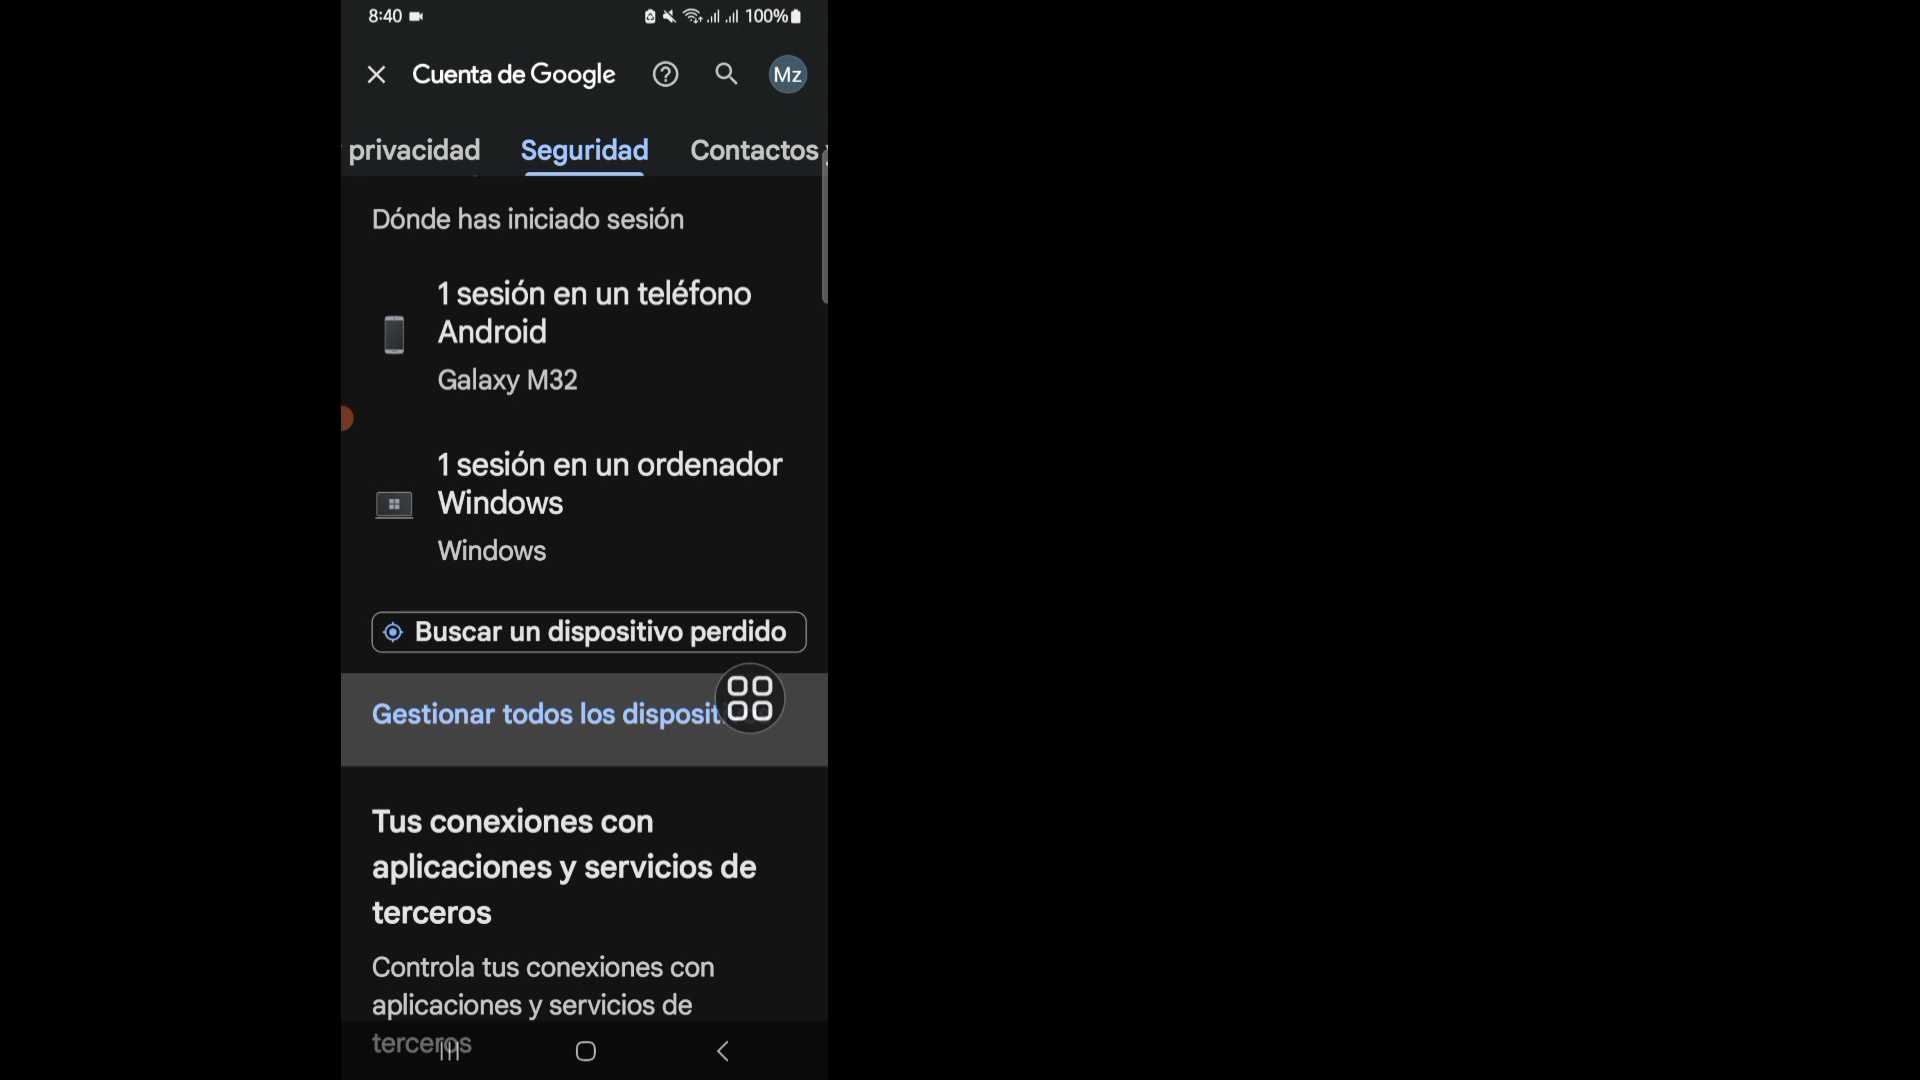 8:40 100%
Cuenta de Google Mz
privacidad Seguridad Contactos
Dónde has iniciado sesión
1 sesión en un teléfono
Android
Galaxy M32
1 sesión en un ordenador
Windows
Windows
Buscar un dispositivo perdido
Gestionar todos los disposit
Tus conexiones con
aplicaciones y servicios de
terceros
Controla tus conexiones con
aplicaciones y servicios de
terceros